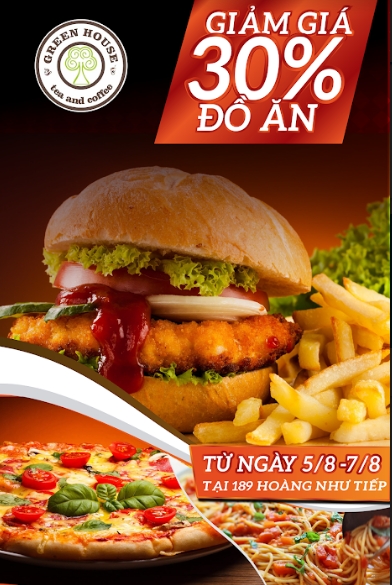 GREEN HOUSE
tea and coffee
GIẢM GIÁ
30%
ĐỒ ĂN
TỪ NGÀY 5/8 -7/8
TẠI 189 HOÀNG NHƯ TIẾP